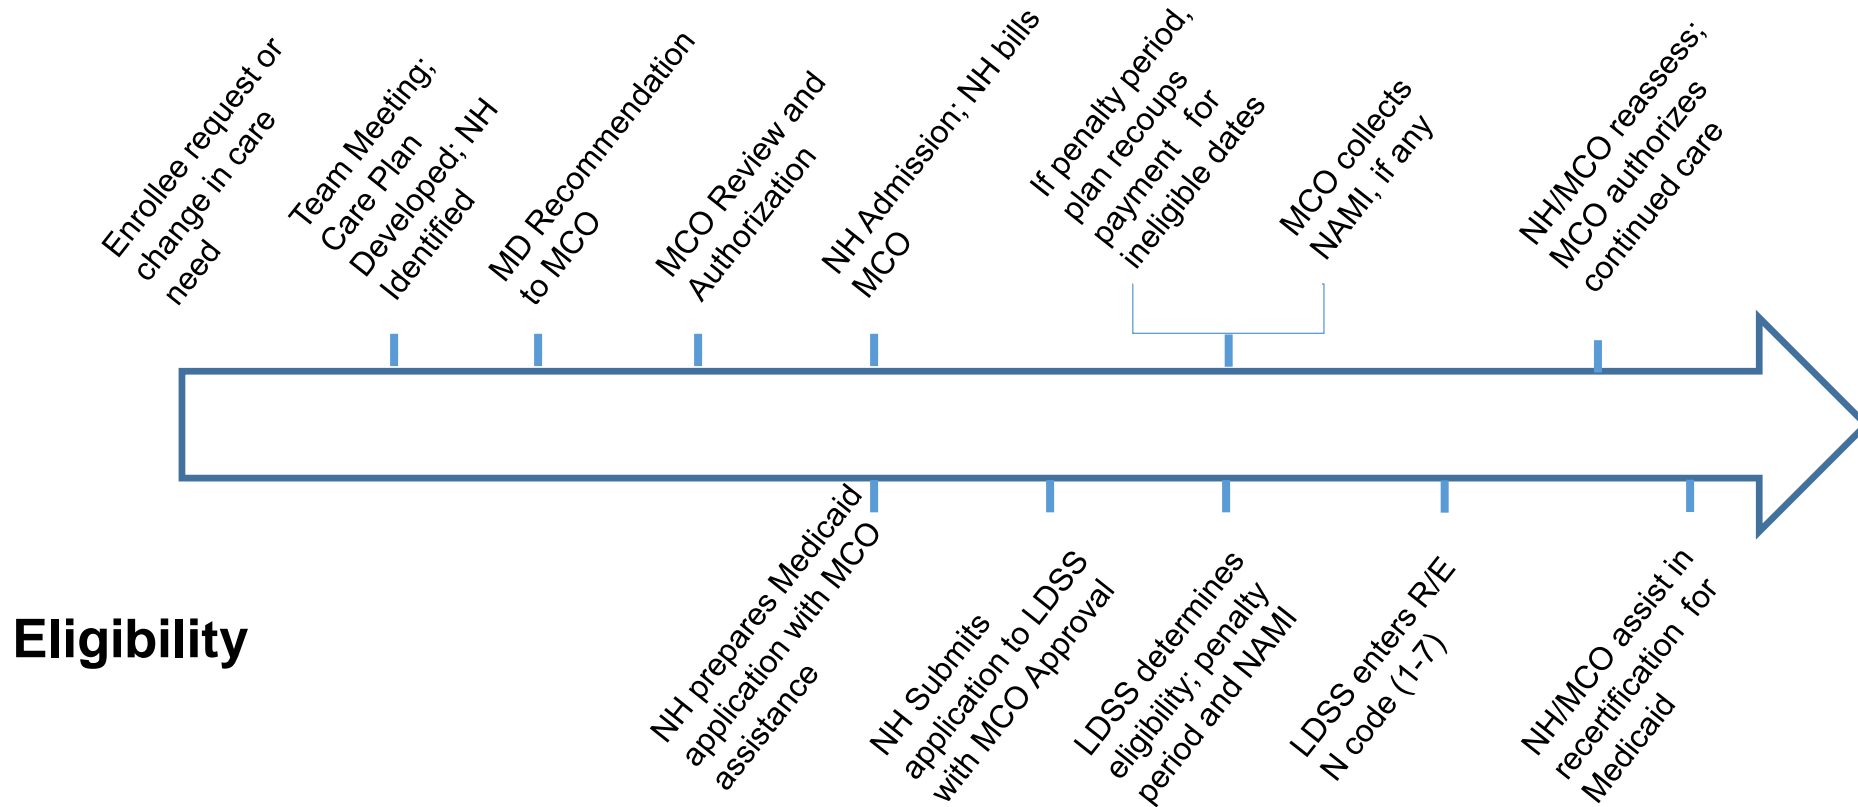 Enrollee request or
change in care
need
Team Meeting;
Care Plan
Developed; NH
Identified
MD Recommendation
to MCO
MCO Review and
Authorization
NH Admission; NH bills
MCO
If penalty period,
plan recoups
payment for
ineligible dates
MCO collects
NAMI, if any
NH/MCO reassess;
MCO authorizes
continued care
Eligibility
NH prepares Medicaid
application with MCO
assistance
NH Submits
application to LDSS
with MCO Approval
LDSS determines
eligibility; penalty
period and NAMI
LDSS enters R/E
N code (1-7)
NH/MCO assist in
recertification for
Medicaid